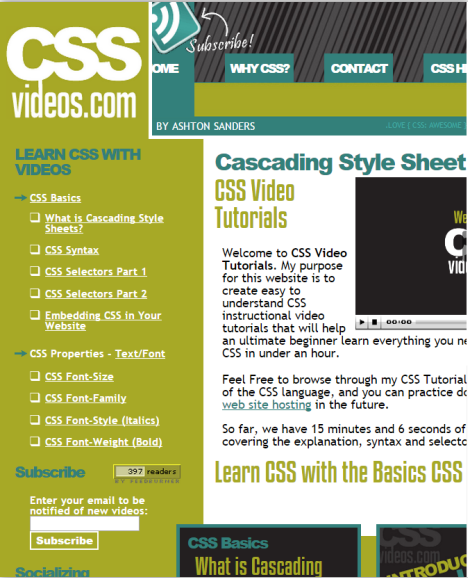 CSS
videos.com
Subscribe!
OME
WHY CSS?
CONTACT
CSS H
BY ASHTON SANDERS
LOVE [ CSS: AWESOME ]
LEARN CSS WITH
VIDEOS
CSS Basics
What is Cascading Style
Sheets?
CSS Syntax
CSS Selectors Part 1
CSS Selectors Part 2
Embedding CSS in Your
Website
CSS Properties - Text/Font
CSS Font-Size
CSS Font-Family
CSS Font-Style (Italics)
CSS Font-Weight (Bold)
Subscribe
397 readers
BY FEEDBURNER
Enter your email to be
notified of new videos:
Subscribe
Socializing
Cascading Style Sheet
CSS Video
Tutorials
We
C
vid
00:00
Welcome to CSS Video
Tutorials. My purpose
for this website is to
create easy to
understand CSS
instructional video
tutorials that will help
an ultimate beginner learn everything you ne
CSS in under an hour.
Feel Free to browse through my CSS Tutorial
of the CSS language, and you can practice do
web site hosting in the future.
So far, we have 15 minutes and 6 seconds of
covering the explanation, syntax and selecto
Learn CSS with the Basics CSS
CSS Basics
What is Cascading
CSS
videos.com
INTRODUC